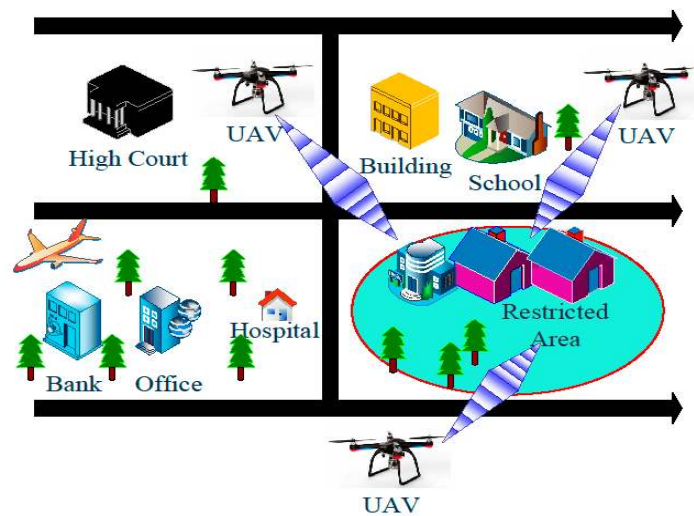 UAV
UAV
High Court
Building
School
Restricted
Area
Hospital
Bank
Office
UAV